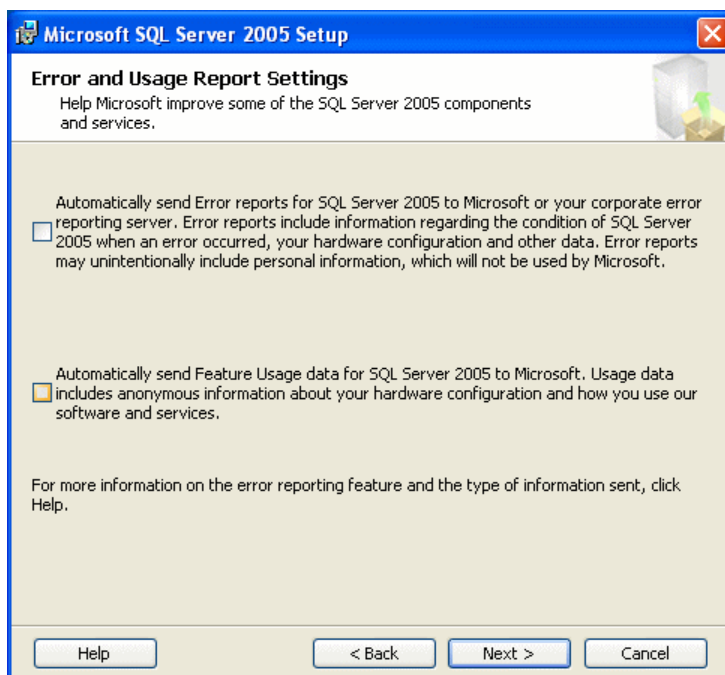 Microsoft SQL Server 2005 Setup
Error and Usage Report Settings
Help Microsoft improve some of the SQL Server 2005 components
and services.
Automatically send Error reports for SQL Server 2005 to Microsoft or your corporate error
reporting server. Error reports include information regarding the condition of SQL Server
2005 when an error occurred, your hardware configuration and other data. Error reports
may unintentionally include personal information, which will not be used by Microsoft.
Automatically send Feature Usage data for SQL Server 2005 to Microsoft. Usage data
includes anonymous information about your hardware configuration and how you use our
software and services.
For more information on the error reporting feature and the type of information sent, click
Help.
Help
< Back
Next >
Cancel